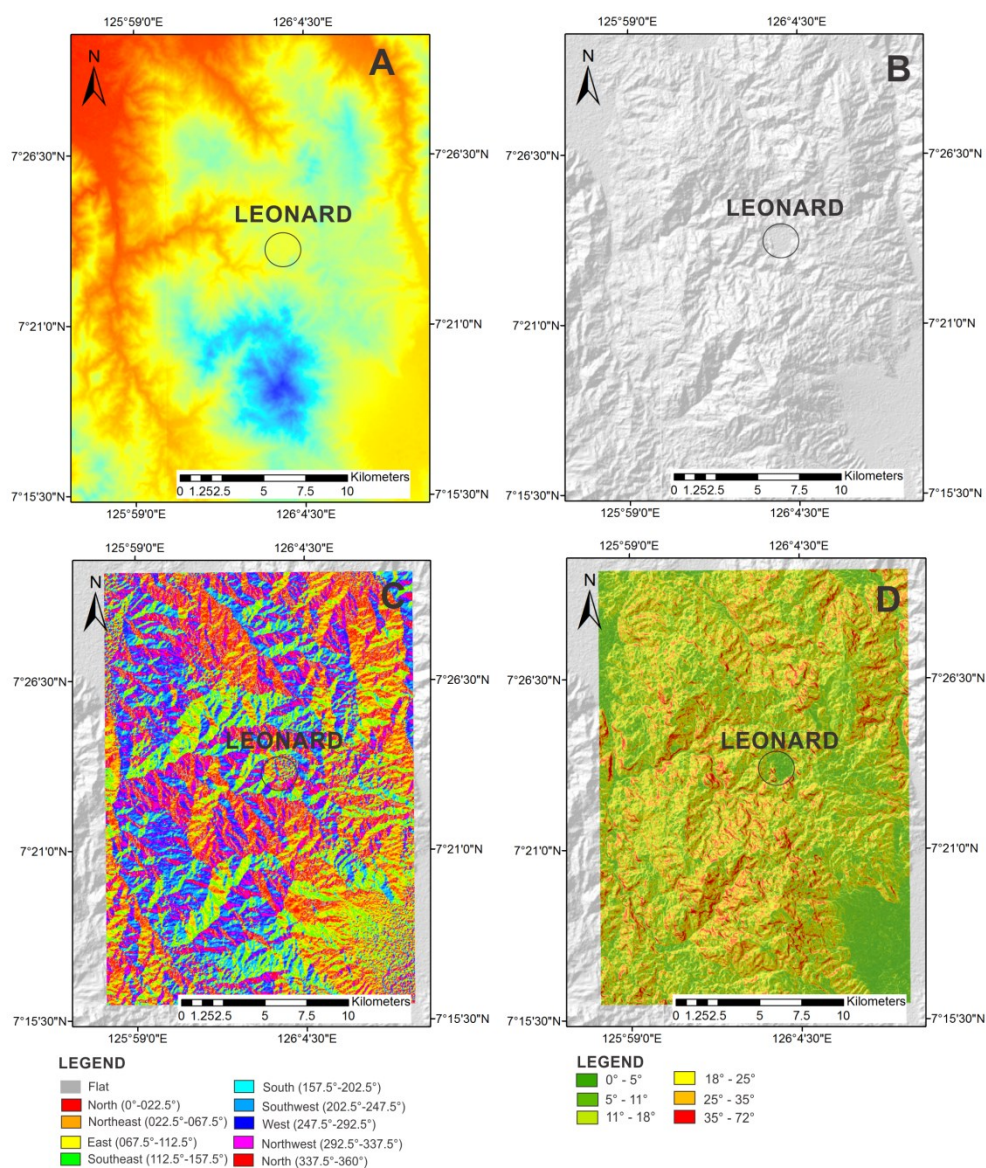 125°59'0"E 126°4'30"E
125°59'0"E 126°4'30"E
N A
N B
7°26'30"N 7°26'30"N
7°26'30"N 7°26'30"N
LEONARD
LEONARD
7°21'0"N 7°21'0"N
7°21'0"N 7°21'0"N
Kilometers
0 1.252.5 5 7.5 10
Kilometers
0 1.252.5 5 7.5 10
7°15'30"N 7°15'30"N
7°15'30"N 7°15'30"N
125°59'0"E 126°4'30"E
125°59'0"E 126°4'30"E
125°59'0"E 126°4'30"E
125°59'0"E 126°4'30"E
N C
N D
7°26'30"N 7°26'30"N
7°26'30"N 7°26'30"N
LEONARD
LEONARD
7°21'0"N 7°21'0"N
7°21'0"N 7°21'0"N
Kilometers
0 1.252.5 5 7.5 10
Kilometers
0 1.252.5 5 7.5 10
7°15'30"N 7°15'30"N
7°15'30"N 7°15'30"N
125°59'0"E 126°4'30"E
125°59'0"E 126°4'30"E
LEGEND
Flat
North (0°-022.5°)
Northeast (022.5°-067.5°)
East (067.5°-112.5°)
Southeast (112.5°-157.5°)
South (157.5°-202.5°)
Southwest (202.5°-247.5°)
West (247.5°-292.5°)
Northwest (292.5°-337.5°)
North (337.5°-360°)
LEGEND
0° - 5°
5° - 11°
11° - 18°
18° - 25°
25° - 35°
35° - 72°